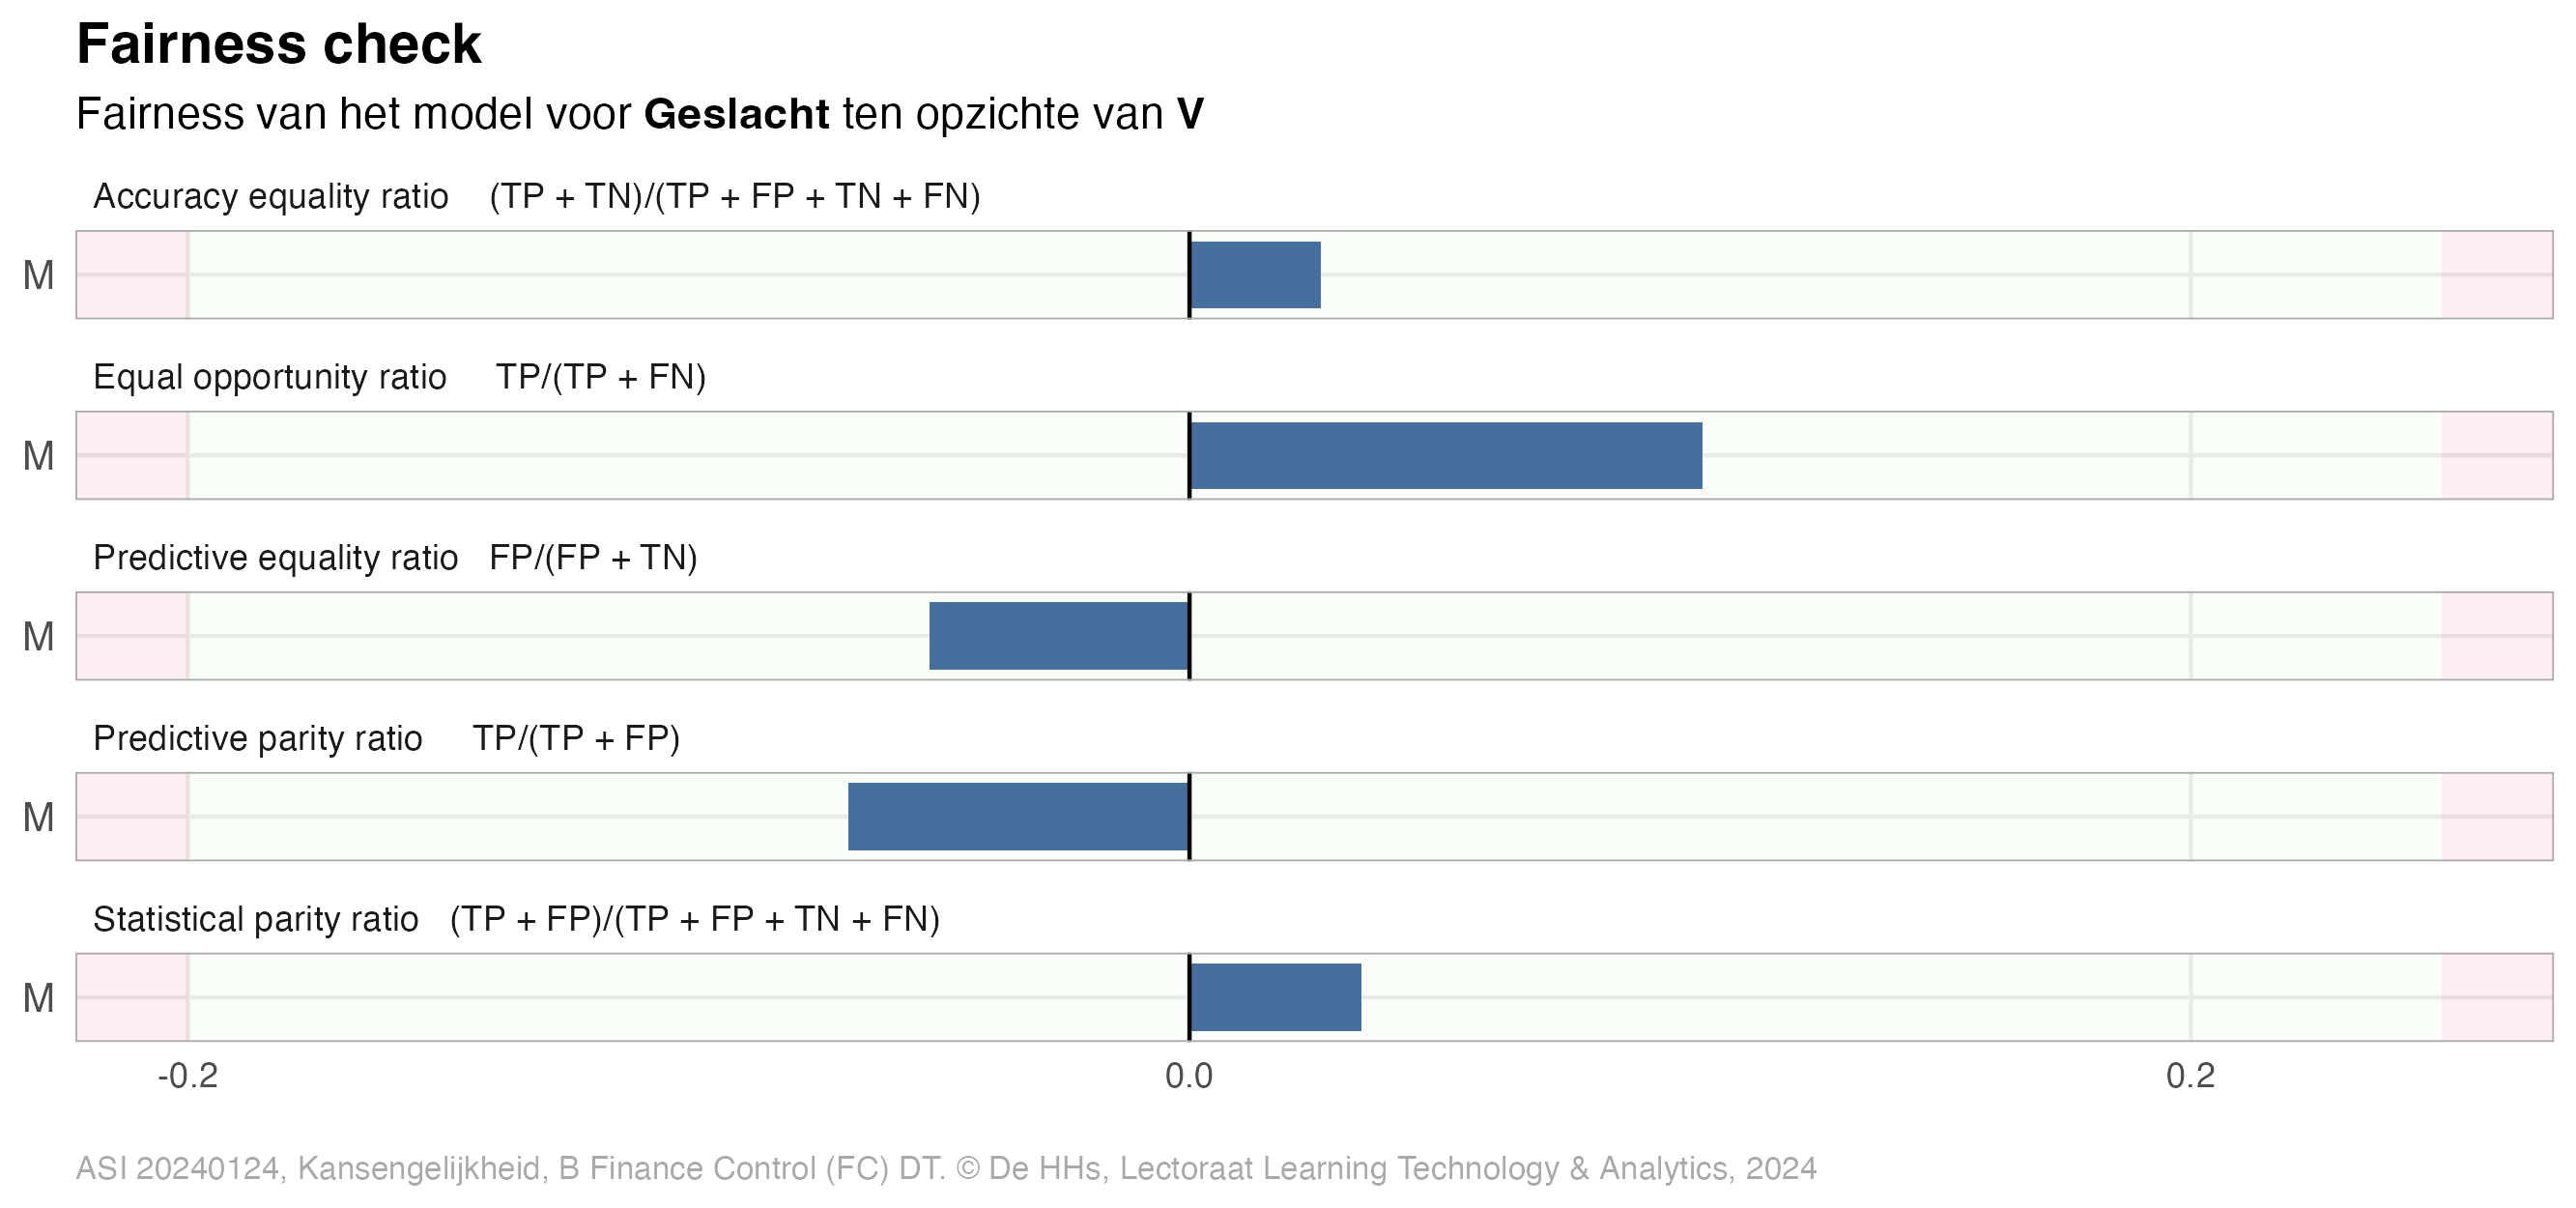 Fairness check
Fairness van het model voor Geslacht ten opzichte van V
Accuracy equality ratio (TP + TN)/(TP + FP + TN + FN)
M
Equal opportunity ratio TP/(TP + FN)
M
Predictive equality ratio FP/(FP + TN)
M
Predictive parity ratio TP/(TP + FP)
M
Statistical parity ratio (TP + FP)/(TP + FP + TN + FN)
M
-0.2 0.0 0.2
ASI 20240124, Kansengelijkheid, B Finance Control (FC) DT. © De HHs, Lectoraat Learning Technology & Analytics, 2024